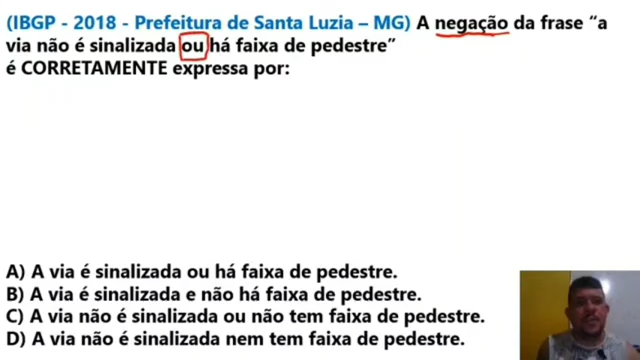 (IBGP - 2018 - Prefeitura de Santa Luzia – MG) A negação da frase “a
via não é sinalizada ou há faixa de pedestre”
é CORRETAMENTE expressa por:
A) A via é sinalizada ou há faixa de pedestre.
B) A via é sinalizada e não há faixa de pedestre.
C) A via não é sinalizada ou não tem faixa de pedestre.
D) A via não é sinalizada nem tem faixa de pedestre.